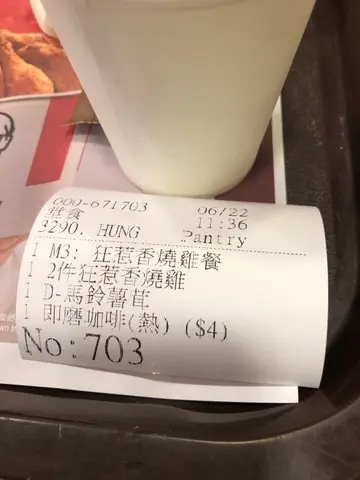 000-671703 06/22
堂食 11:36
3290. HUNG Pantry
1 M3: 狂惹香燒雞餐
1 2件狂惹香燒雞
1 D-馬鈴薯茸
1 即磨咖啡(熱) ($4)
No:703